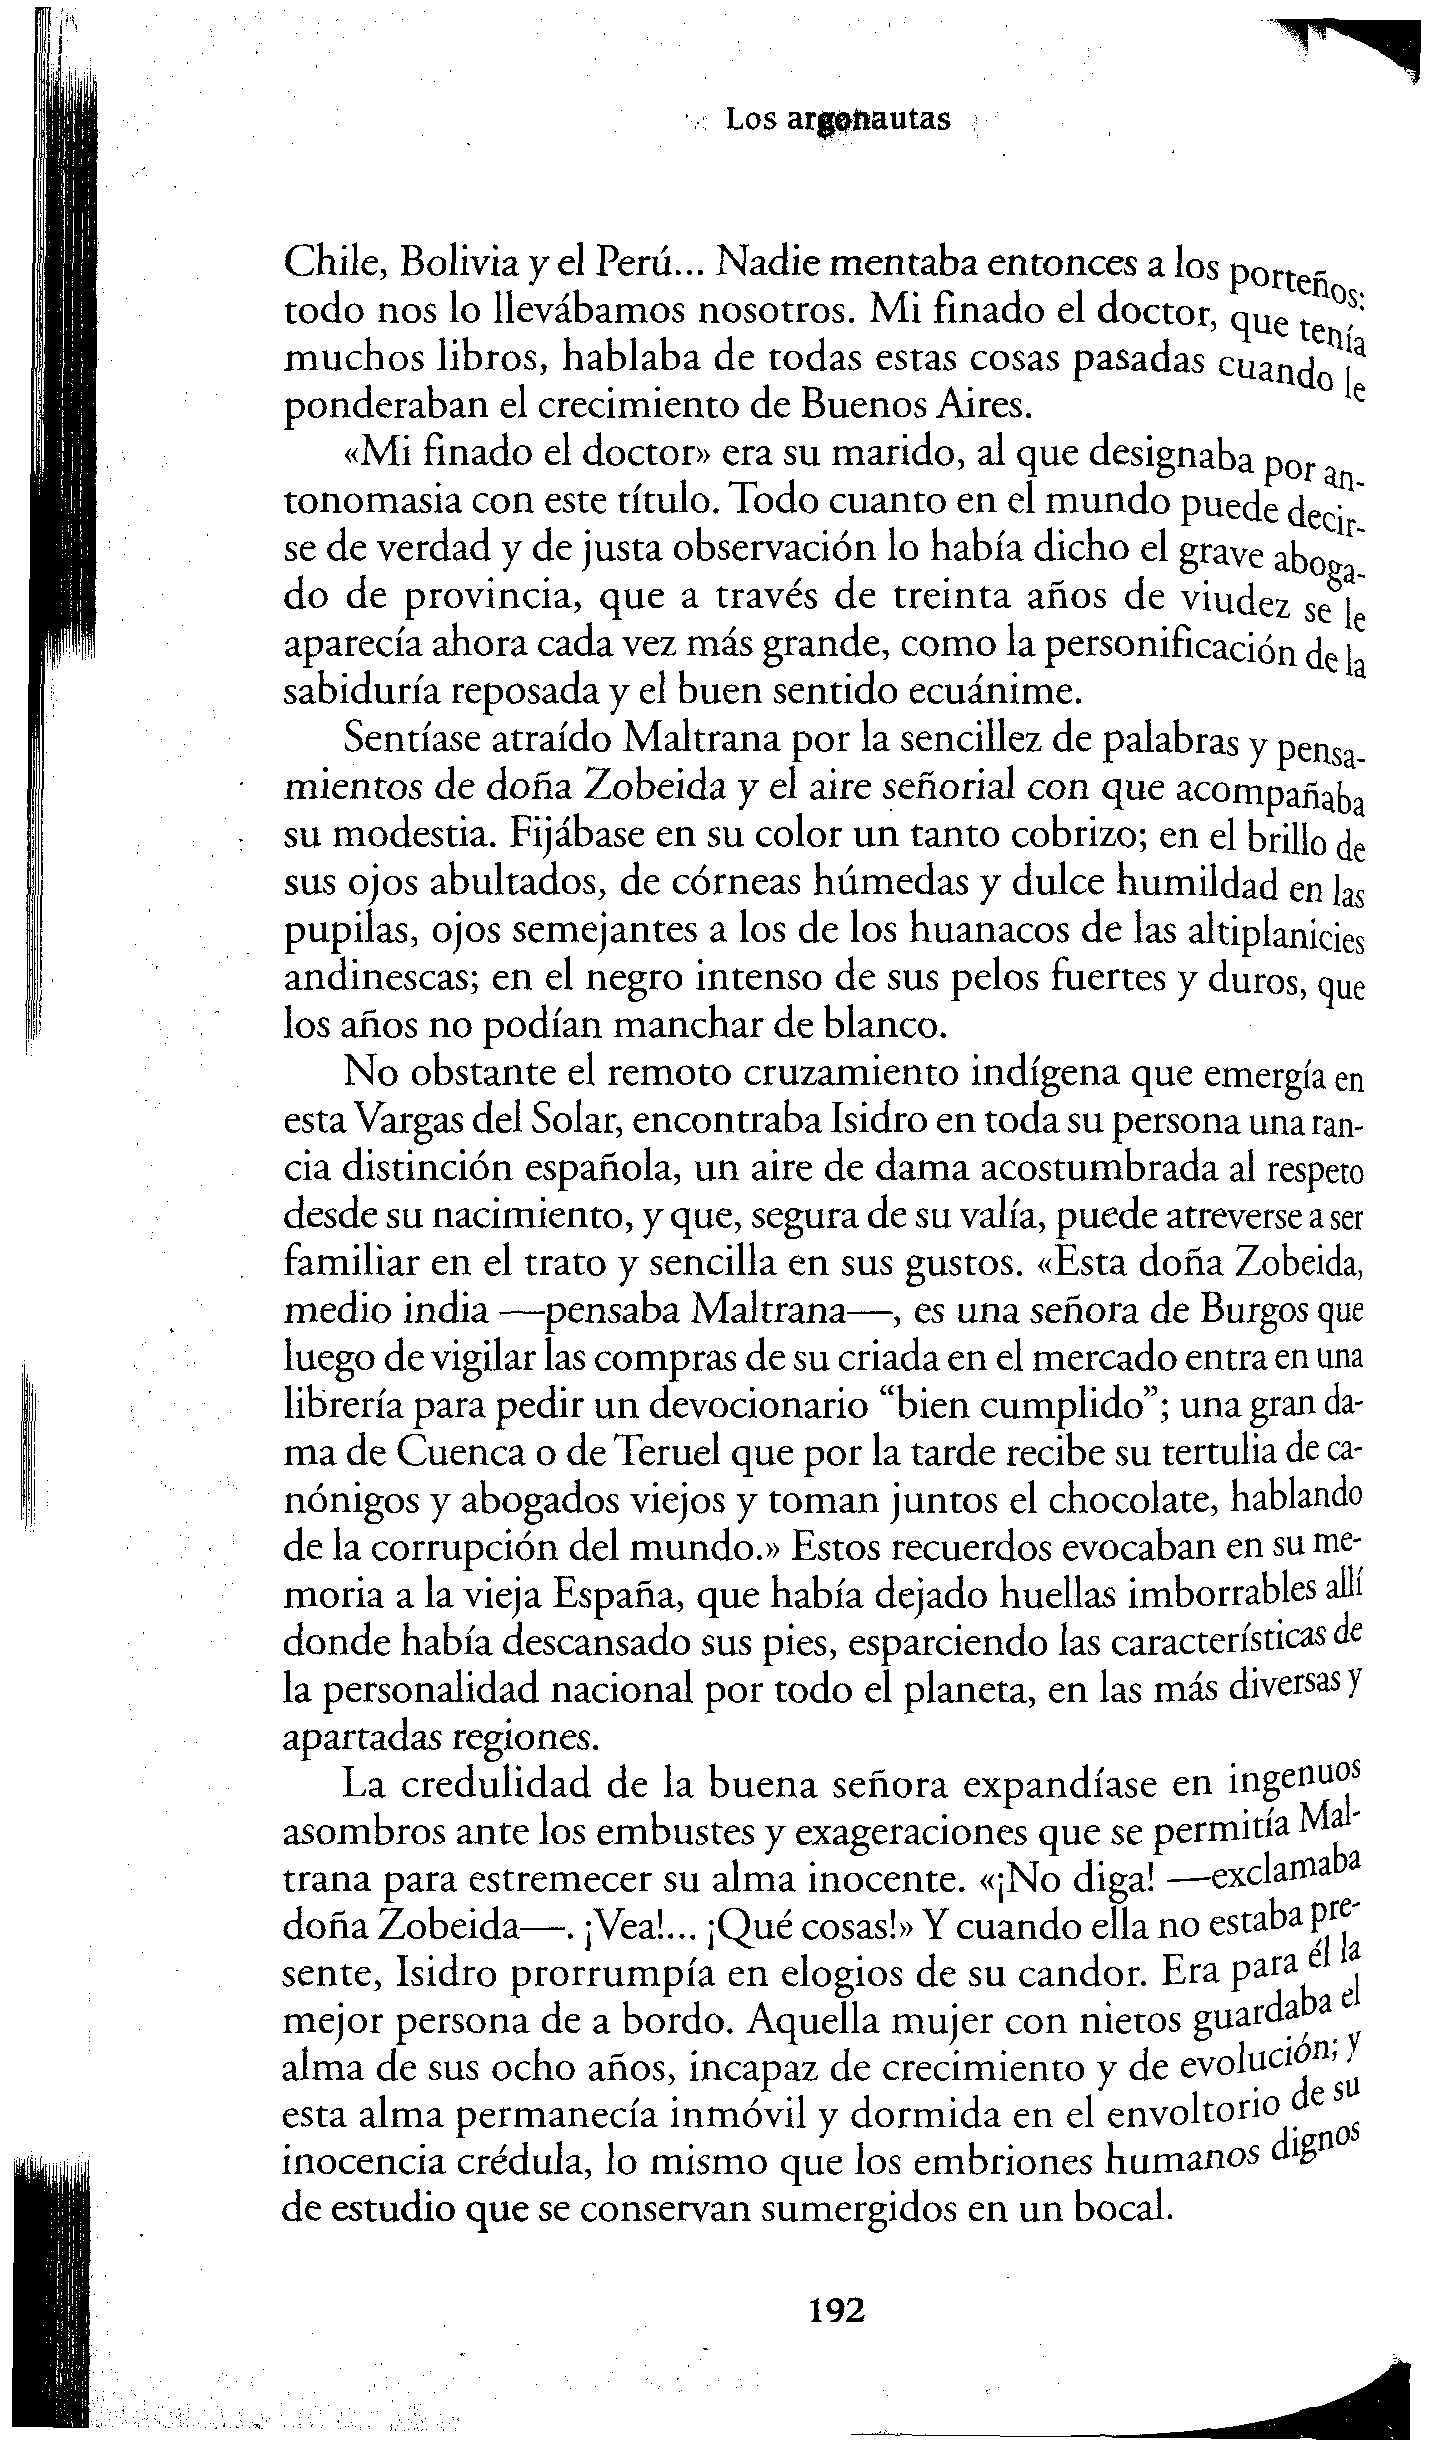 Los argonautas
Chile, Bolivia y el Perú... Nadie mentaba entonces a los porteños:
todo nos lo llevábamos nosotros. Mi finado el doctor, que tenía
muchos libros, hablaba de todas estas cosas pasadas cuando le
ponderaban el crecimiento de Buenos Aires.
«Mi finado el doctor» era su marido, al que designaba por an-
tonomasia con este título. Todo cuanto en el mundo puede decir-
se de verdad y de justa observación lo había dicho el grave aboga-
do de provincia, que a través de treinta años de viudez se le
aparecía ahora cada vez más grande, como la personificación de la
sabiduría reposada y el buen sentido ecuánime.
Sentíase atraído Maltrana por la sencillez de palabras y pensa-
mientos de doña Zobeida y el aire señorial con que acompañaba
su modestia. Fijábase en su color un tanto cobrizo; en el brillo de
sus ojos abultados, de córneas húmedas y dulce humildad en las
pupilas, ojos semejantes a los de los huanacos de las altiplanicies
andinescas; en el negro intenso de sus pelos fuertes y duros, que
los años no podían manchar de blanco.
No obstante el remoto cruzamiento indígena que emergía en
esta Vargas del Solar, encontraba Isidro en toda su persona una ran-
cia distinción española, un aire de dama acostumbrada al respeto
desde su nacimiento, y que, segura de su valía, puede atreverse a ser
familiar en el trato y sencilla en sus gustos. «Esta doña Zobeida,
medio india —pensaba Maltrana—, es una señora de Burgos que
luego de vigilar las compras de su criada en el mercado entra en una
librería para pedir un devocionario “bien cumplido”; una gran da-
ma de Cuenca o de Teruel que por la tarde recibe su tertulia de ca-
nónigos y abogados viejos y toman juntos el chocolate, hablando
de la corrupción del mundo.» Estos recuerdos evocaban en su me-
moria a la vieja España, que había dejado huellas imborrables allí
donde había descansado sus pies, esparciendo las características de
la personalidad nacional por todo el planeta, en las más diversas y
apartadas regiones.
La credulidad de la buena señora expandíase en ingenuos
asombros ante los embustes y exageraciones que se permitía Mal-
trana para estremecer su alma inocente. «¡No diga! —exclamaba
doña Zobeida—. ¡Vea!... ¡Qué cosas!» Y cuando ella no estaba pre-
sente, Isidro prorrumpía en elogios de su candor. Era para él la
mejor persona de a bordo. Aquella mujer con nietos guardaba el
alma de sus ocho años, incapaz de crecimiento y de evolución; y
esta alma permanecía inmóvil y dormida en el envoltorio de su
inocencia crédula, lo mismo que los embriones humanos dignos
de estudio que se conservan sumergidos en un bocal.
192